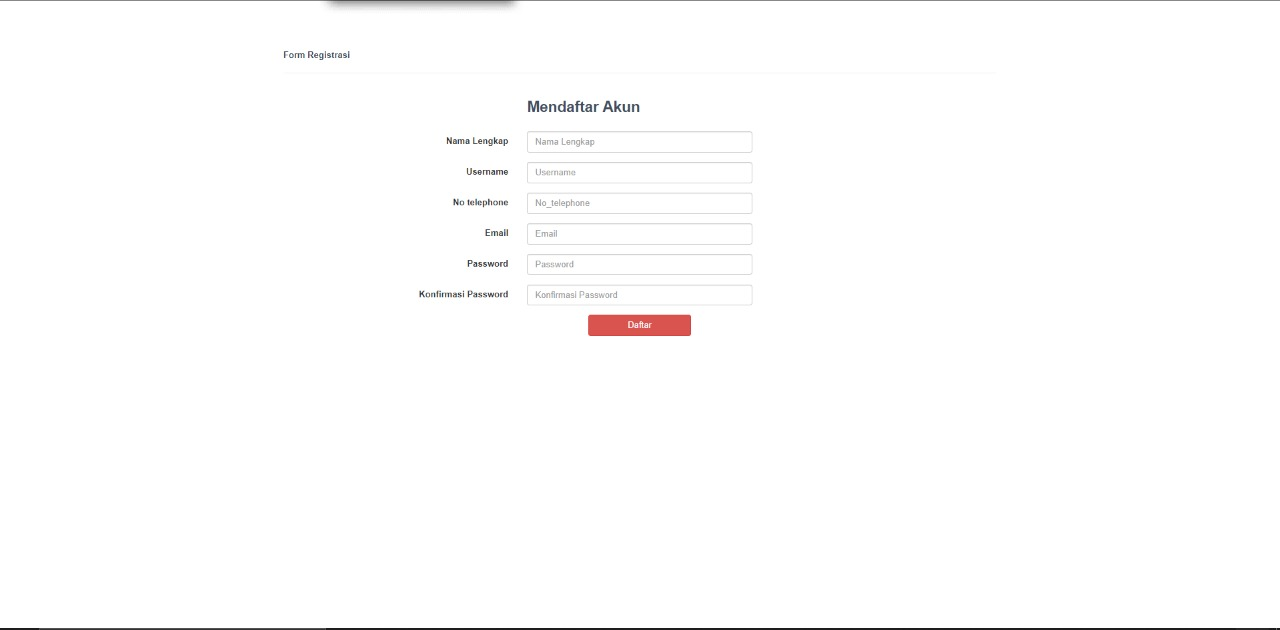 Form Registrasi
Mendaftar Akun
Nama Lengkap Nama Lengkap
Username Username
No telephone No_telephone
Email Email
Password Password
Konfirmasi Password Konfirmasi Password
Daftar